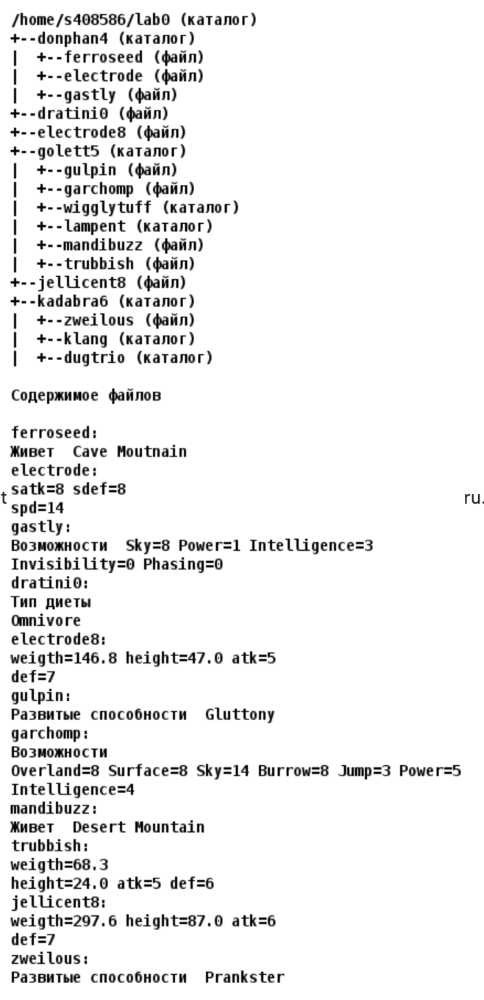 /home/s408586/lab0 (каталог)
+--donphan4 (каталог)
|  +--ferroseed (файл)
|  +--electrode (файл)
|  +--gastly (файл)
+--dratini0 (файл)
+--electrode8 (файл)
+--golett5 (каталог)
|  +--gulpin (файл)
|  +--garchomp (файл)
|  +--wigglytuff (каталог)
|  +--lampent (каталог)
|  +--mandibuzz (файл)
|  +--trubbish (файл)
+--jellicent8 (файл)
+--kadabra6 (каталог)
|  +--zweilous (файл)
|  +--klang (каталог)
|  +--dugtrio (каталог)
Содержимое файлов
ferroseed:
Живет  Cave Moutnain
electrode:
satk=8 sdef=8
t ru.
spd=14
gastly:
Возможности  Sky=8 Power=1 Intelligence=3
Invisibility=0 Phasing=0
dratini0:
Тип диеты
Omnivore
electrode8:
weigth=146.8 height=47.0 atk=5
def=7
gulpin:
Развитые способности  Gluttony
garchomp:
Возможности
Overland=8 Surface=8 Sky=14 Burrow=8 Jump=3 Power=5
Intelligence=4
mandibuzz:
Живет  Desert Mountain
trubbish:
weigth=68.3
height=24.0 atk=5 def=6
jellicent8:
weigth=297.6 height=87.0 atk=6
def=7
zweilous:
Развитые способности  Prankster